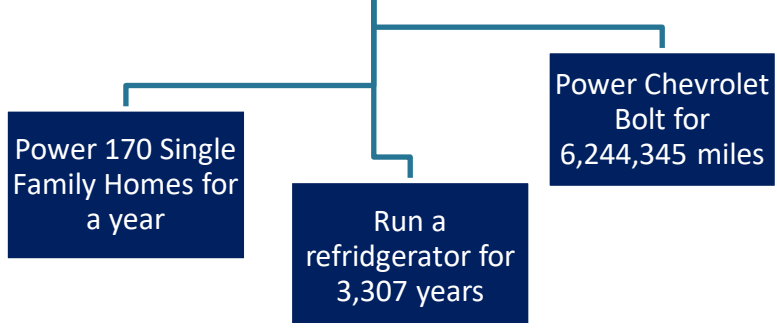 Power 170 Single
Family Homes for
a year
Run a
refridgerator for
3,307 years
Power Chevrolet
Bolt for
6,244,345 miles